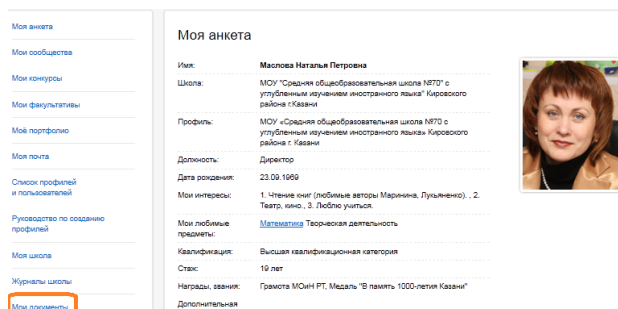 Моя анкета
Мои сообщества
Мои конкурсы
Мои факультативы
Моё портфолио
Моя почта
Список профилей
и пользователей
Руководство по созданию
профилей
Моя школа
Журналы школы
Мои документы
Моя анкета
Имя: Маслова Наталья Петровна
Школа: МОУ "Средняя общеобразовательная школа №70" с
углубленным изучением иностранного языка" Кировского
района г.Казани
Профиль: МОУ «Средняя общеобразовательная школа №70 с
углубленным изучением иностранного языка» Кировского
района г. Казани
Должность: Директор
Дата рождения: 23.09.1969
Мои интересы: 1. Чтение книг (любимые авторы Маринина, Лукьяненко). . 2.
Театр, кино., 3. Люблю учиться.
Мои любимые Математика Творческая деятельность
предметы:
Квалификация: Высшая квалификационная категория
Стаж: 19 лет
Награды, звания: Грамота МОиН РТ, Медаль "В память 1000-летия Казани"
Дополнительная